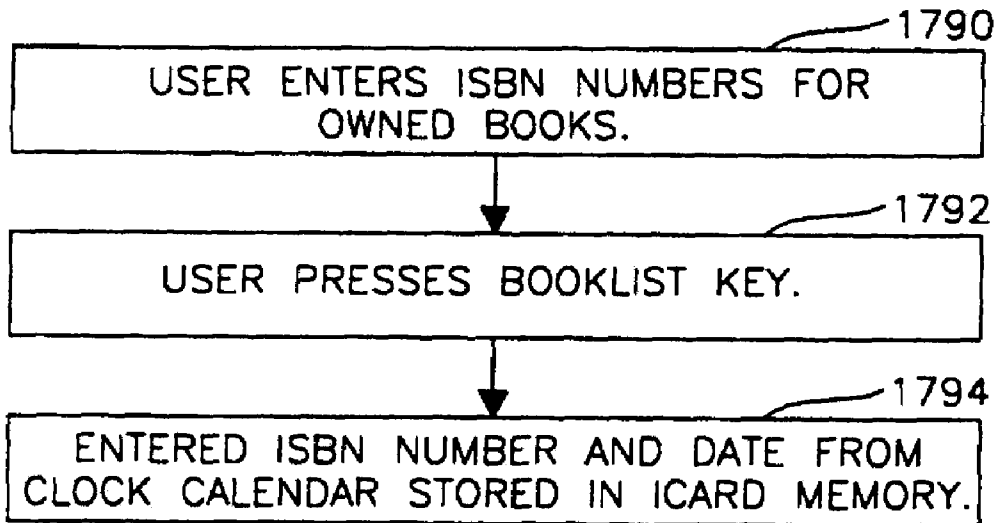 1790
USER ENTERS ISBN NUMBERS FOR
OWNED BOOKS.
1792
USER PRESSES BOOKLIST KEY.
1794
ENTERED ISBN NUMBER AND DATE FROM
CLOCK CALENDAR STORED IN ICARD MEMORY.